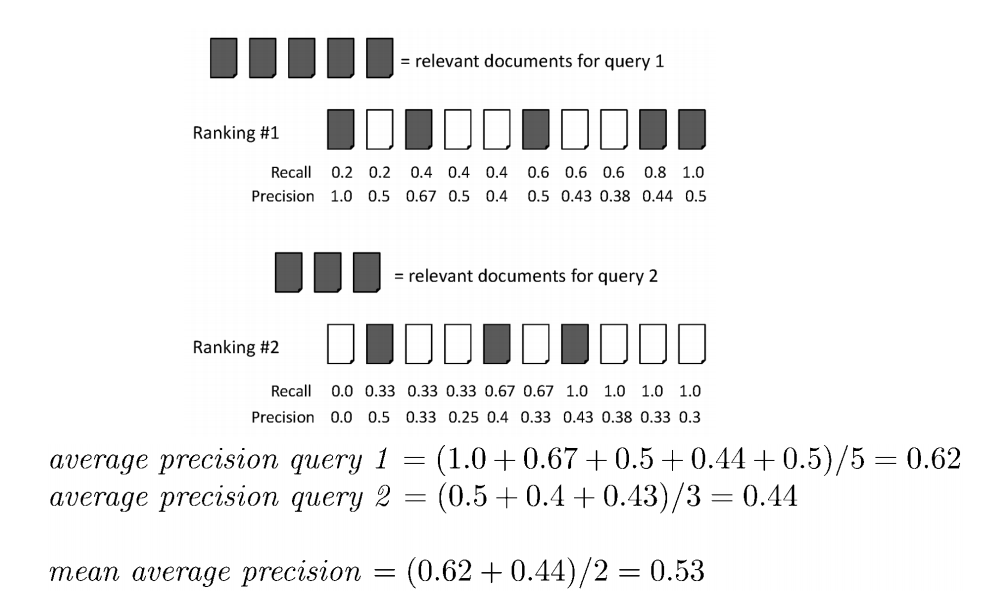 = relevant documents for query 1
Ranking #1
Recall 0.2 0.2 0.4 0.4 0.4 0.6 0.6 0.6 0.8 1.0
Precision 1.0 0.5 0.67 0.5 0.4 0.5 0.43 0.38 0.44 0.5
= relevant documents for query 2
Ranking #2
Recall 0.0 0.33 0.33 0.33 0.67 0.67 1.0 1.0 1.0 1.0
Precision 0.0 0.5 0.33 0.25 0.4 0.33 0.43 0.38 0.33 0.3
average precision query 1 = (1.0 + 0.67 + 0.5 + 0.44 + 0.5)/5 = 0.62
average precision query 2 = (0.5 + 0.4 + 0.43)/3 = 0.44
mean average precision = (0.62 + 0.44)/2 = 0.53